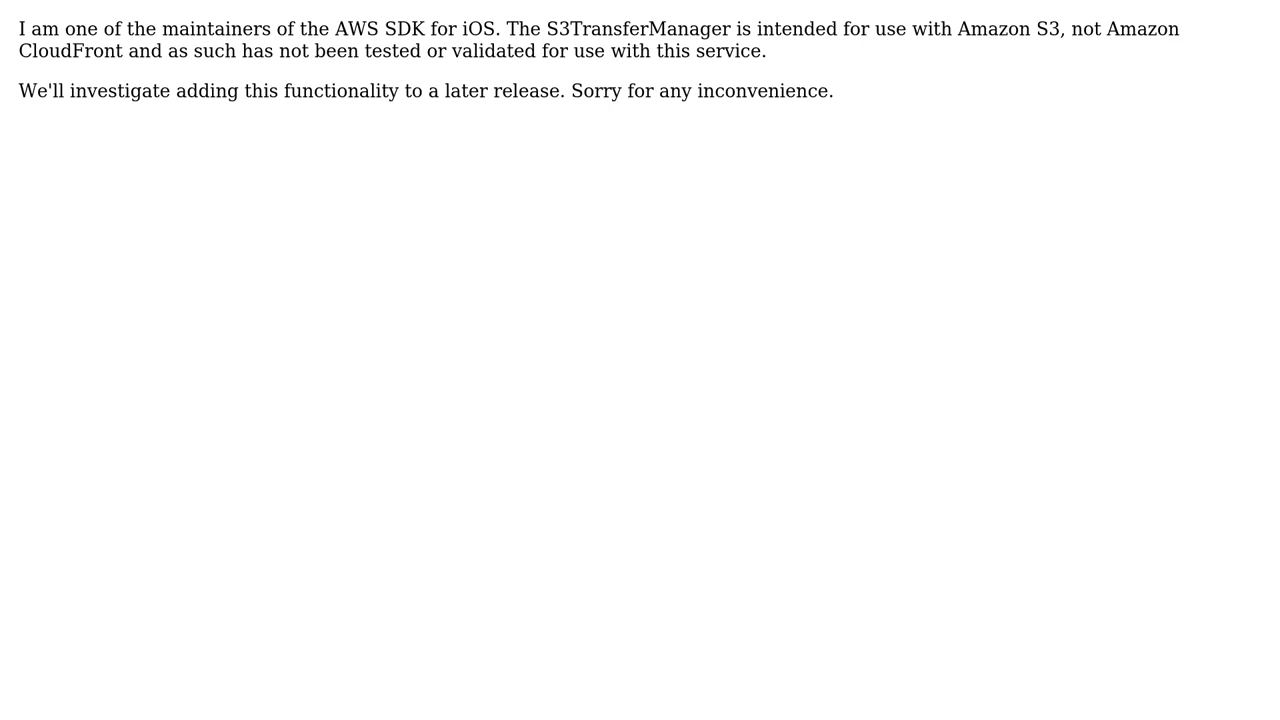 I am one of the maintainers of the AWS SDK for iOS. The S3TransferManager is intended for use with Amazon S3, not Amazon
CloudFront and as such has not been tested or validated for use with this service.
We'll investigate adding this functionality to a later release. Sorry for any inconvenience.